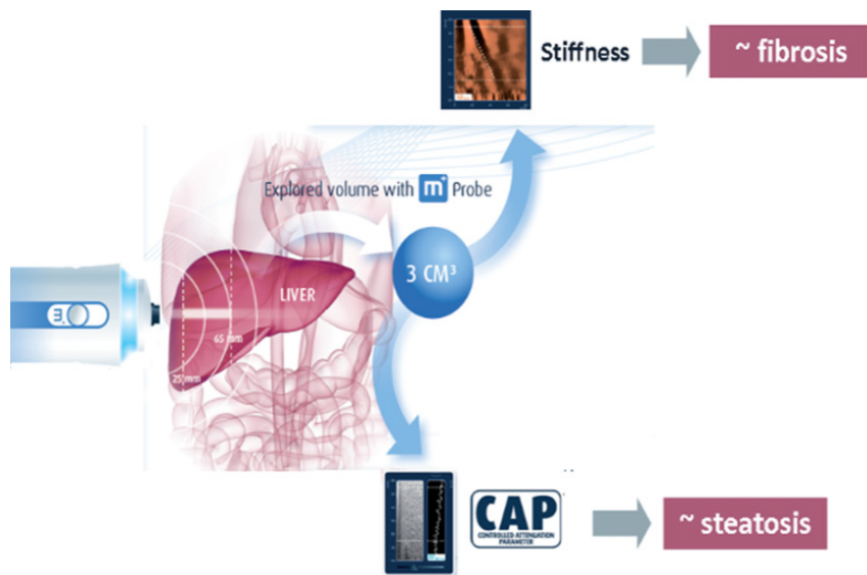 Stiffness
~ fibrosis
Explored volume with m+ Probe
3 CM³
LIVER
65 mm
25 mm
m+
CAP
CONTROLLED ATTENUATION
PARAMETER
~ steatosis